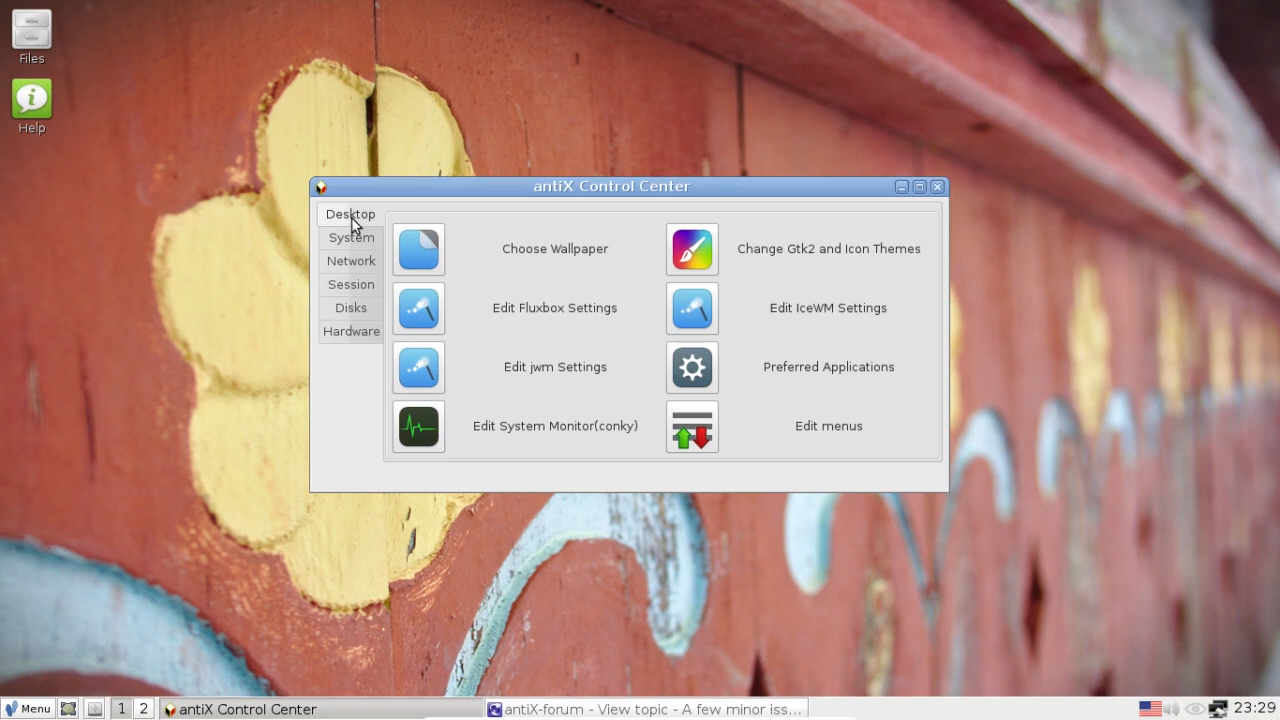 Files
Help
antiX Control Center
Desktop
System
Network
Session
Disks
Hardware
Choose Wallpaper
Change Gtk2 and Icon Themes
Edit Fluxbox Settings
Edit IceWM Settings
Edit jwm Settings
Preferred Applications
Edit System Monitor(conky)
Edit menus
Menu
1
2
antiX Control Center
antiX-forum - View topic - A few minor iss...
23:29